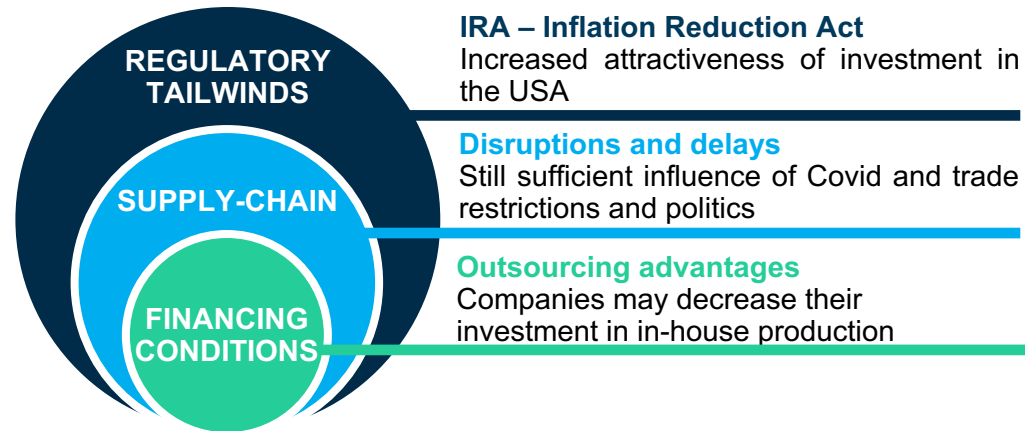 REGULATORY
TAILWINDS
IRA – Inflation Reduction Act
Increased attractiveness of investment in
the USA
SUPPLY-CHAIN
Disruptions and delays
Still sufficient influence of Covid and trade
restrictions and politics
FINANCING
CONDITIONS
Outsourcing advantages
Companies may decrease their
investment in in-house production